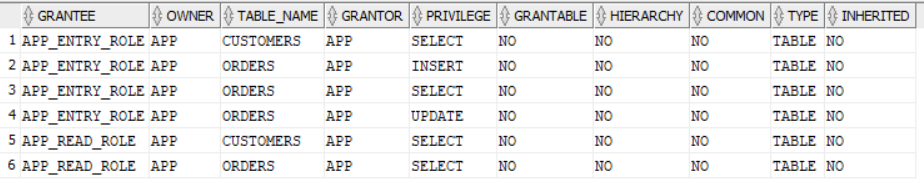 GRANTEE OWNER TABLE_NAME GRANTOR PRIVILEGE GRANTABLE HIERARCHY COMMON TYPE INHERITED
1 APP_ENTRY_ROLE APP CUSTOMERS APP SELECT NO NO NO TABLE NO
2 APP_ENTRY_ROLE APP ORDERS APP INSERT NO NO NO TABLE NO
3 APP_ENTRY_ROLE APP ORDERS APP SELECT NO NO NO TABLE NO
4 APP_ENTRY_ROLE APP ORDERS APP UPDATE NO NO NO TABLE NO
5 APP_READ_ROLE APP CUSTOMERS APP SELECT NO NO NO TABLE NO
6 APP_READ_ROLE APP ORDERS APP SELECT NO NO NO TABLE NO